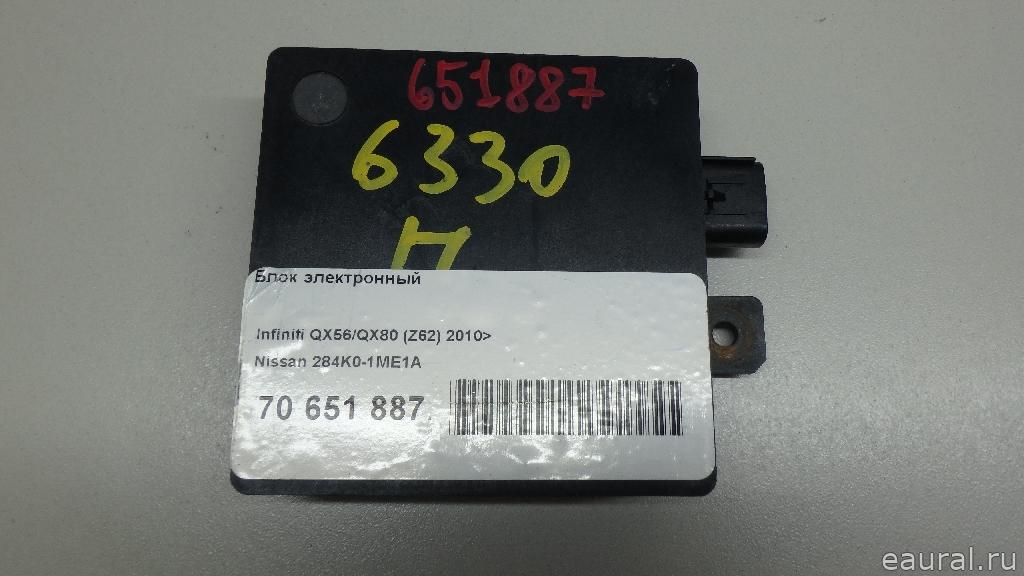 651887
6330
Н
Блок электронный
Infiniti QX56/QX80 (Z62) 2010>
Nissan 284K0-1ME1A
70 651 887
eaural.ru